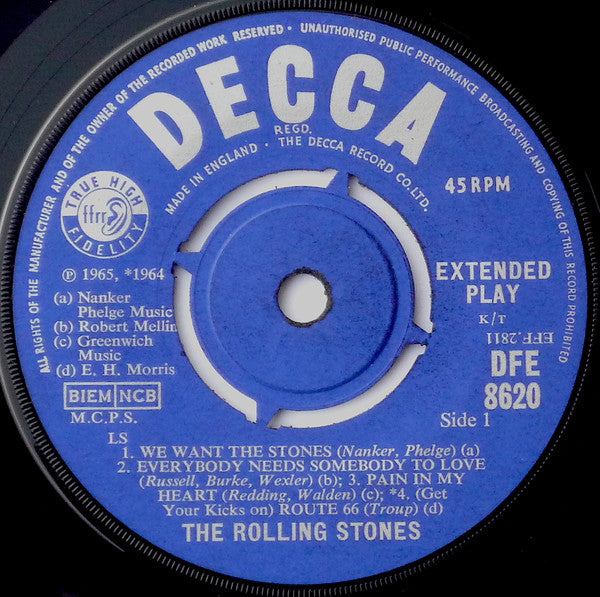 ALL RIGHTS OF THE MANUFACTURER AND OF THE OWNER OF THE RECORDED WORK RESERVED • UNAUTHORISED PUBLIC PERFORMANCE BROADCASTING AND COPYING OF THIS RECORD PROHIBITED
DECCA
REGD.
MADE IN ENGLAND • THE DECCA RECORD CO. LTD.
TRUE HIGH
ffrr
FIDELITY
45 RPM
℗ 1965, *1964
(a) Nanker
Phelge Music
(b) Robert Mellin
(c) Greenwich
Music
(d) E. H. Morris
BIEM NCB
M.C.P.S.
EXTENDED
PLAY
K/T
EFF.2811
DFE
8620
Side 1
LS
1. WE WANT THE STONES (Nanker, Phelge) (a)
2. EVERYBODY NEEDS SOMEBODY TO LOVE
(Russell, Burke, Wexler) (b); 3. PAIN IN MY
HEART (Redding, Walden) (c); *4. (Get
Your Kicks on) ROUTE 66 (Troup) (d)
THE ROLLING STONES